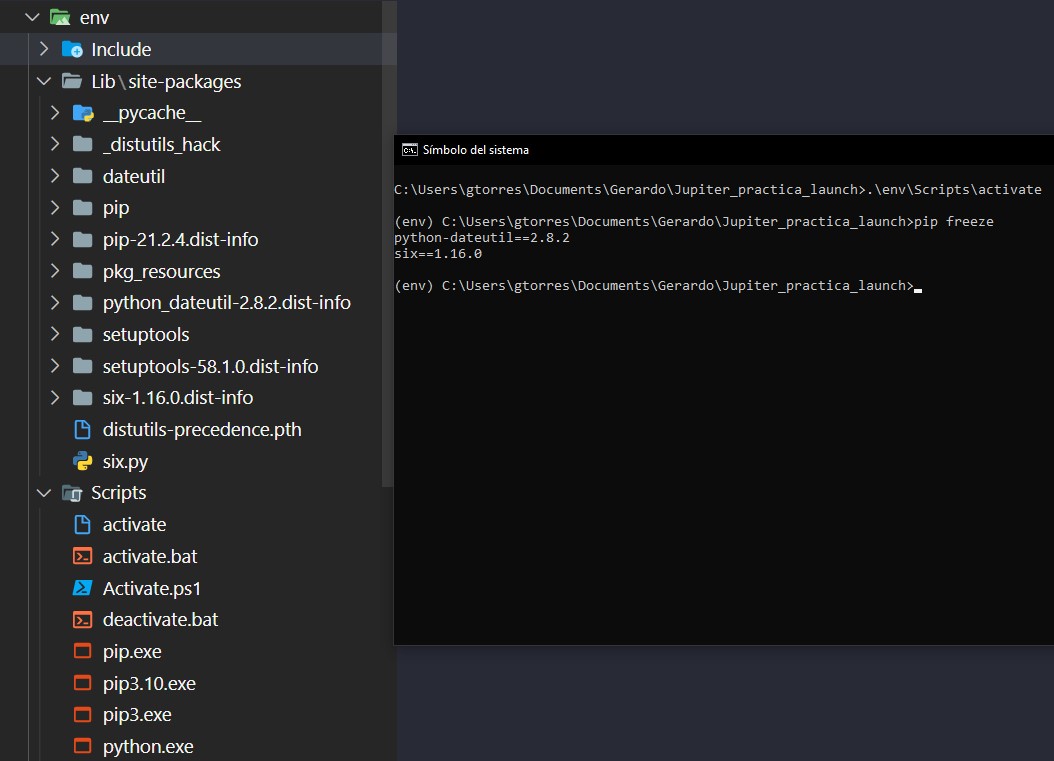 env
Include
Lib\site-packages
__pycache__
_distutils_hack
dateutil
pip
pip-21.2.4.dist-info
pkg_resources
python_dateutil-2.8.2.dist-info
setuptools
setuptools-58.1.0.dist-info
six-1.16.0.dist-info
distutils-precedence.pth
six.py
Scripts
activate
activate.bat
Activate.ps1
deactivate.bat
pip.exe
pip3.10.exe
pip3.exe
python.exe
Símbolo del sistema
C:\Users\gtorres\Documents\Gerardo\Jupiter_practica_launch>.\env\Scripts\activate
(env) C:\Users\gtorres\Documents\Gerardo\Jupiter_practica_launch>pip freeze
python-dateutil==2.8.2
six==1.16.0
(env) C:\Users\gtorres\Documents\Gerardo\Jupiter_practica_launch>